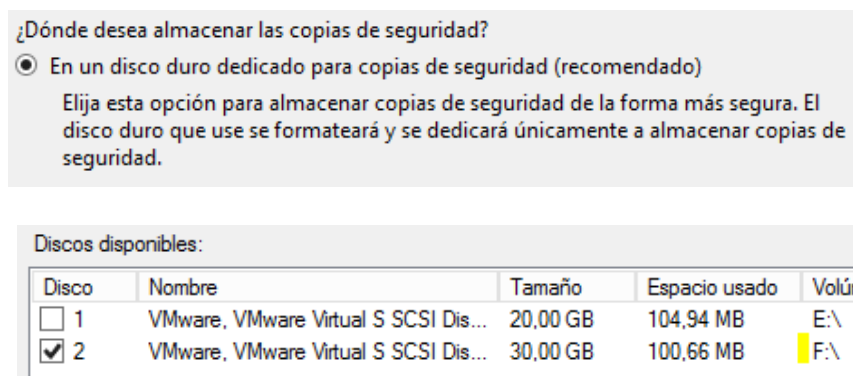 ¿Dónde desea almacenar las copias de seguridad?
En un disco duro dedicado para copias de seguridad (recomendado)
Elija esta opción para almacenar copias de seguridad de la forma más segura. El
disco duro que use se formateará y se dedicará únicamente a almacenar copias de
seguridad.
Discos disponibles:
Disco Nombre Tamaño Espacio usado
1 VMware, VMware Virtual S SCSI Dis... 20,00 GB 104,94 MB E:\
2 VMware, VMware Virtual S SCSI Dis... 30,00 GB 100,66 MB F:\